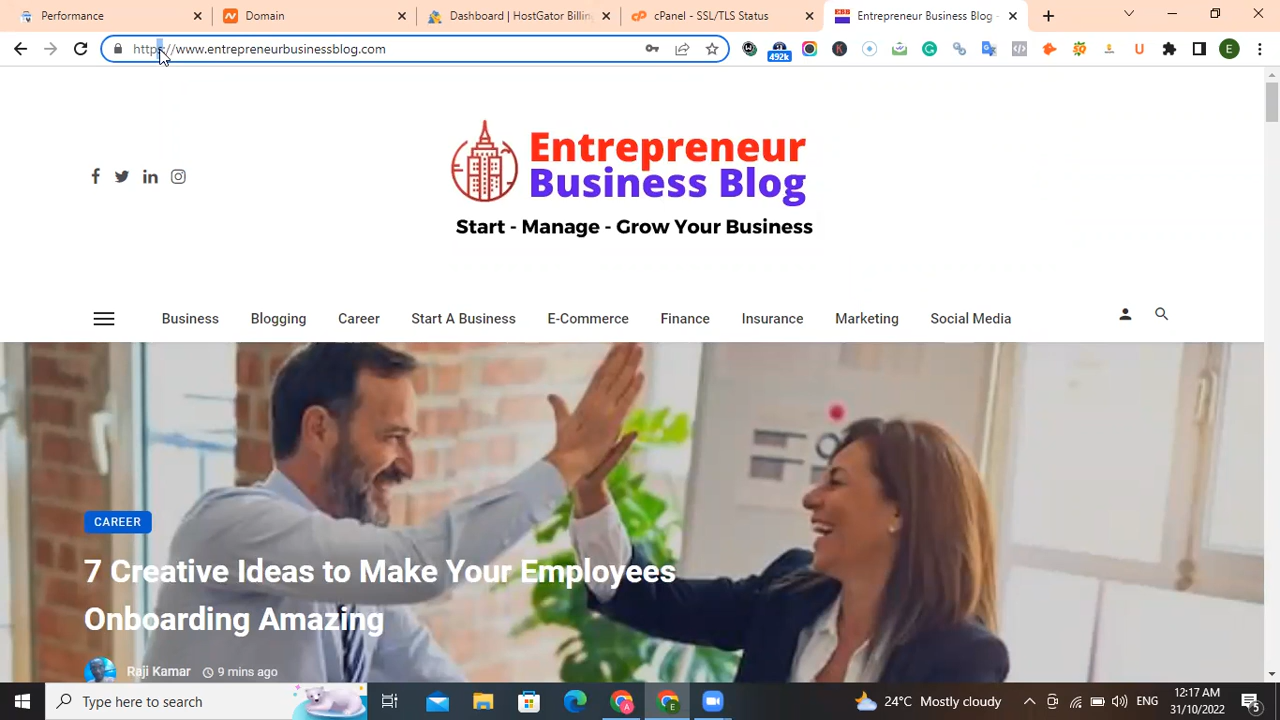 Performance
Domain
Dashboard | HostGator Billing
cPanel - SSL/TLS Status
Entrepreneur Business Blog -
https://www.entrepreneurbusinessblog.com
492k
E
Entrepreneur
Business Blog
Start - Manage - Grow Your Business
Business
Blogging
Career
Start A Business
E-Commerce
Finance
Insurance
Marketing
Social Media
CAREER
7 Creative Ideas to Make Your Employees
Onboarding Amazing
Raji Kamar
9 mins ago
Type here to search
24°C Mostly cloudy
ENG
12:17 AM
31/10/2022
5